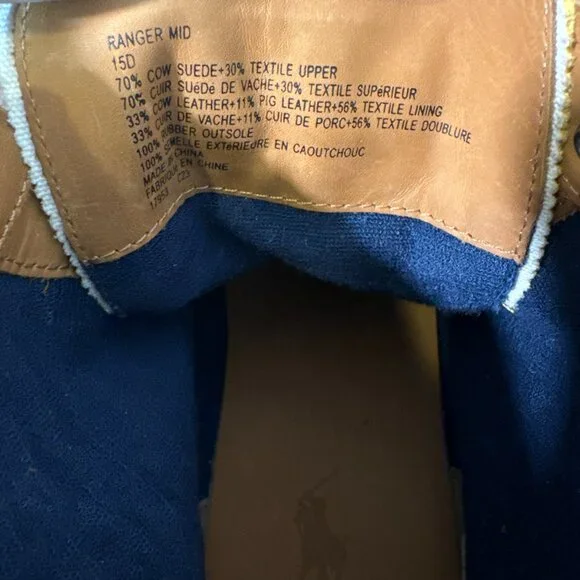 RANGER MID
15D
70% COW SUEDE+30% TEXTILE UPPER
70% CUIR SUéDé DE VACHE+30% TEXTILE SUPéRIEUR
33% COW LEATHER+11% PIG LEATHER+56% TEXTILE LINING
33% CUIR DE VACHE+11% CUIR DE PORC+56% TEXTILE DOUBLURE
100% RUBBER OUTSOLE
100% SEMELLE EXTéRIEURE EN CAOUTCHOUC
MADE IN CHINA
FABRIQUé EN CHINE
CZ3